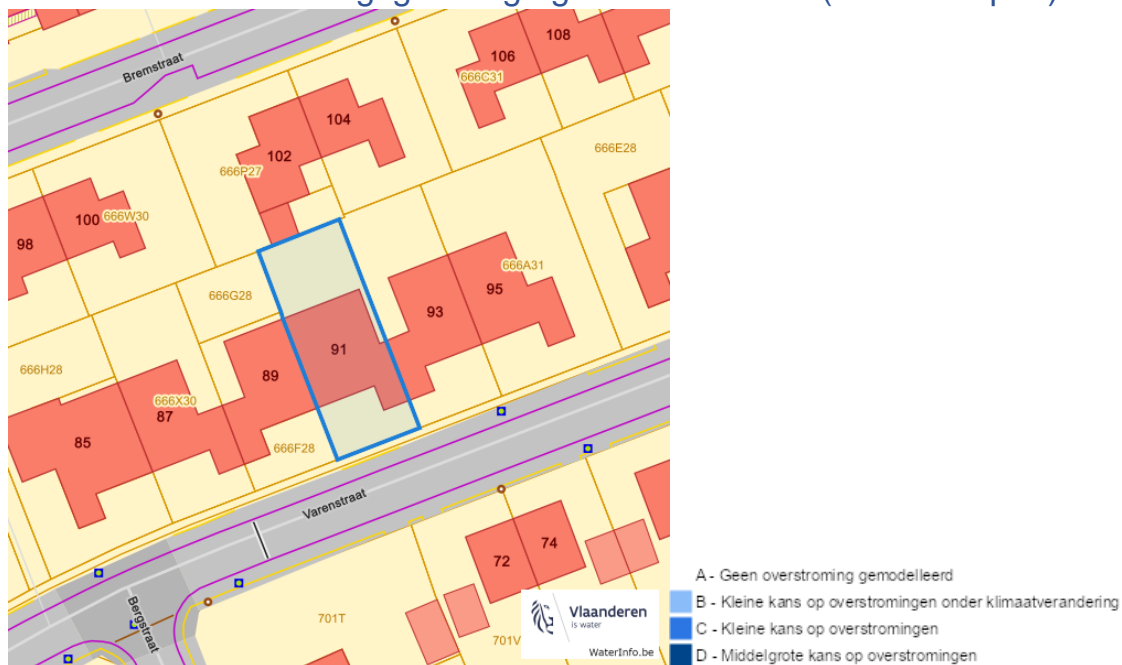 Bremstraat
106
108
666C31
104
102
666P27
666E28
100
666W30
98
666A31
666G28
95
93
91
89
666H28
666X30
87
85
666F28
Varenstraat
72
74
Bergstraat
701T
701V
Vlaanderen
is water
WaterInfo.be
A - Geen overstroming gemodelleerd
B - Kleine kans op overstromingen onder klimaatverandering
C - Kleine kans op overstromingen
D - Middelgrote kans op overstromingen